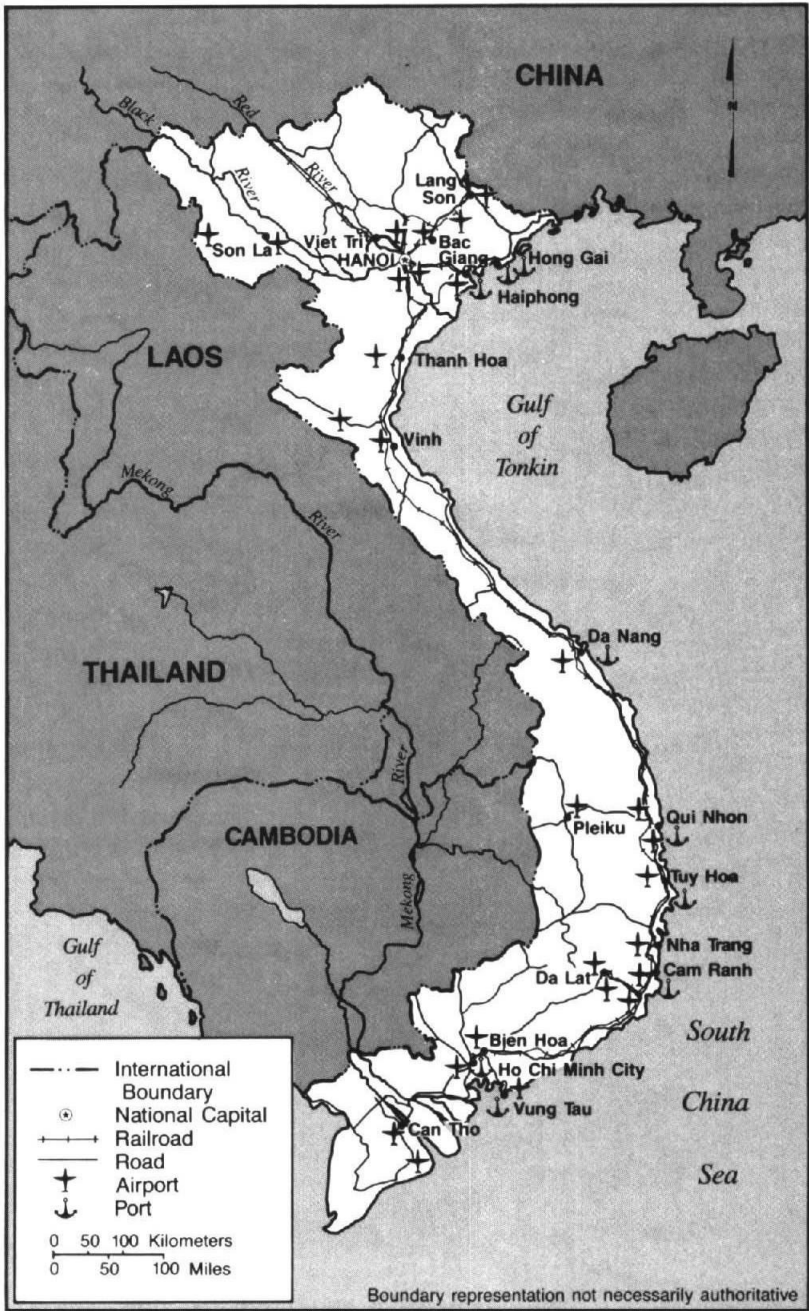 CHINA
N
Black
River
Red
River
Lang
Son
Son La
Viet Tri
HANOI
Bac
Giang
Hong Gai
Haiphong
LAOS
Thanh Hoa
Gulf
of
Tonkin
Vinh
Mekong
River
Da Nang
THAILAND
River
CAMBODIA
Mekong
Pleiku
Qui Nhon
Tuy Hoa
Gulf
of
Thailand
Nha Trang
Da Lat
Cam Ranh
South
China
Sea
Bien Hoa
Ho Chi Minh City
Vung Tau
Can Tho
International
Boundary
National Capital
Railroad
Road
Airport
Port
0 50 100 Kilometers
0 50 100 Miles
Boundary representation not necessarily authoritative